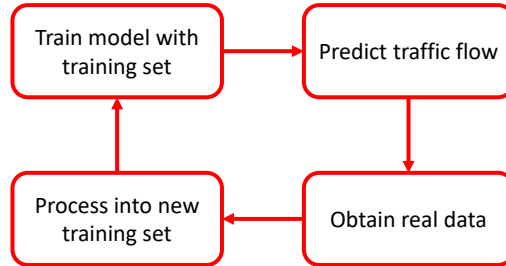 Train model with
training set
Predict traffic flow
Process into new
training set
Obtain real data